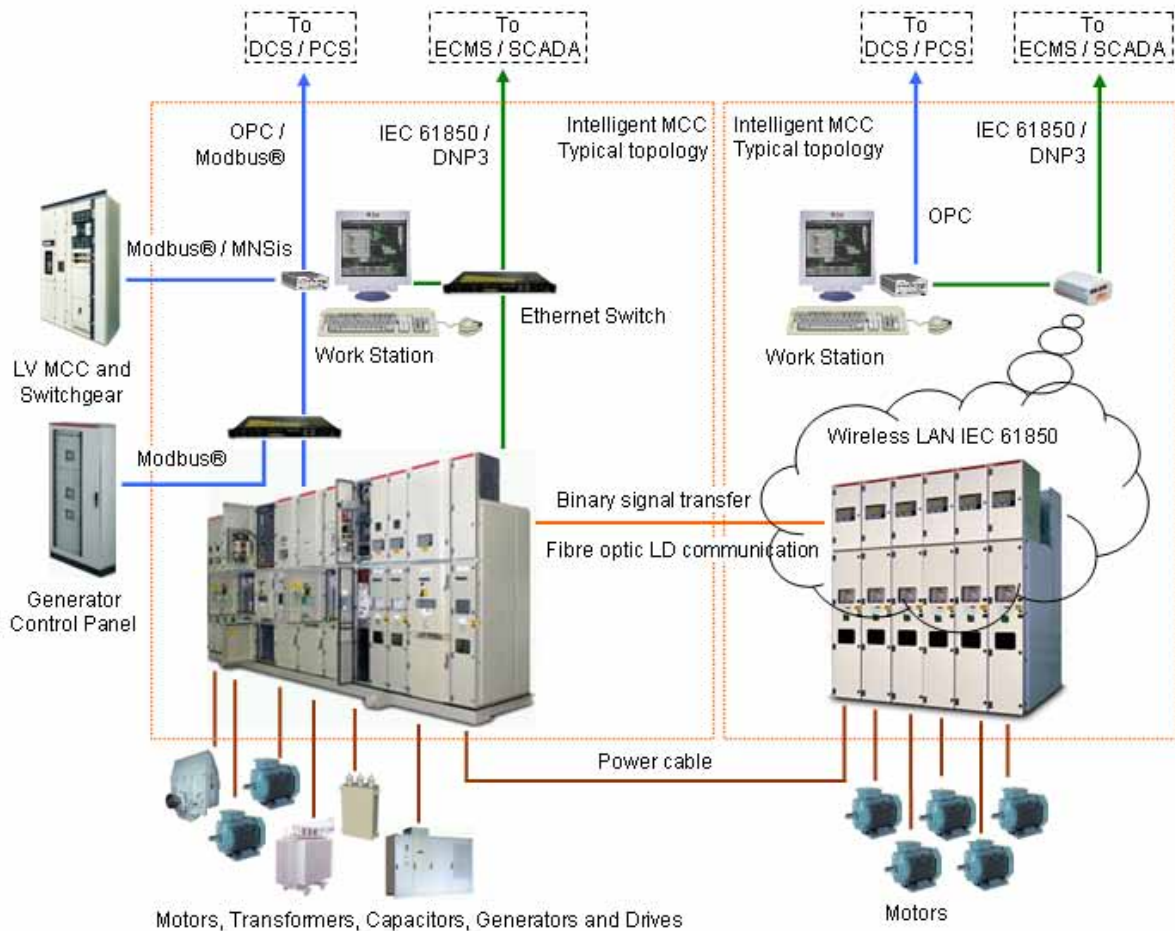 To
DCS / PCS
To
ECMS / SCADA
To
DCS / PCS
To
ECMS / SCADA
OPC /
Modbus®
IEC 61850 /
DNP3
Intelligent MCC
Typical topology
Intelligent MCC
Typical topology
IEC 61850 /
DNP3
OPC
Modbus® / MNSis
Ethernet Switch
Work Station
Work Station
LV MCC and
Switchgear
Modbus®
Wireless LAN IEC 61850
Binary signal transfer
Fibre optic LD communication
Generator
Control Panel
Power cable
Motors, Transformers, Capacitors, Generators and Drives
Motors